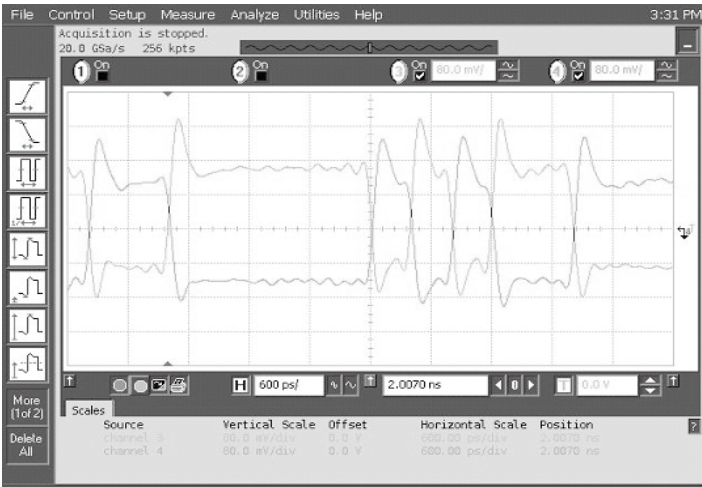 File Control Setup Measure Analyze Utilities Help 3:31 PM
Acquisition is stopped.
20.0 GSa/s 256 kpts
1 On 2 On 3 On 80.0 mV/ 4 On 80.0 mV/
More
(1of 2)
Delete
All
H 600 ps/ 2.0070 ns 0 T 0.0 V
Scales
Source Vertical Scale Offset Horizontal Scale Position
channel 3 80.0 mV/div 0.0 V 600.00 ps/div 2.0070 ns
channel 4 80.0 mV/div 0.0 V 600.00 ps/div 2.0070 ns
?